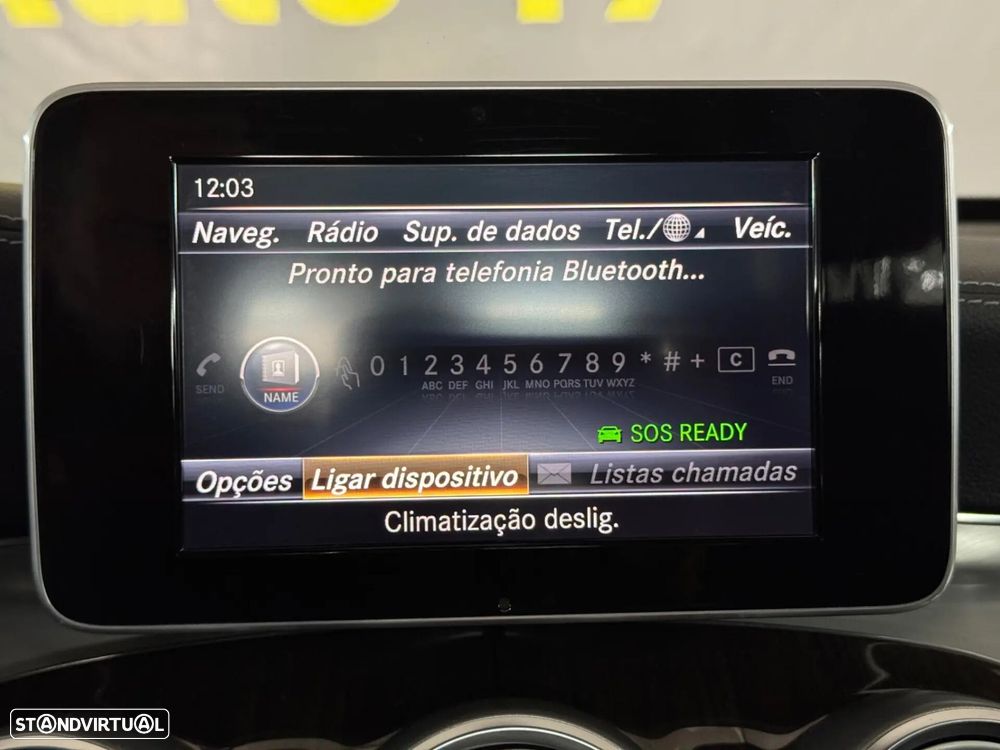 12:03
Naveg. Rádio Sup. de dados Tel./ Veíc.
Pronto para telefonia Bluetooth...
SEND NAME 0 1 2 3 4 5 6 7 8 9 * # + C END
ABC DEF GHI JKL MNO PQRS TUV WXYZ
SOS READY
Opções Ligar dispositivo Listas chamadas
Climatização deslig.
STANDVIRTUAL